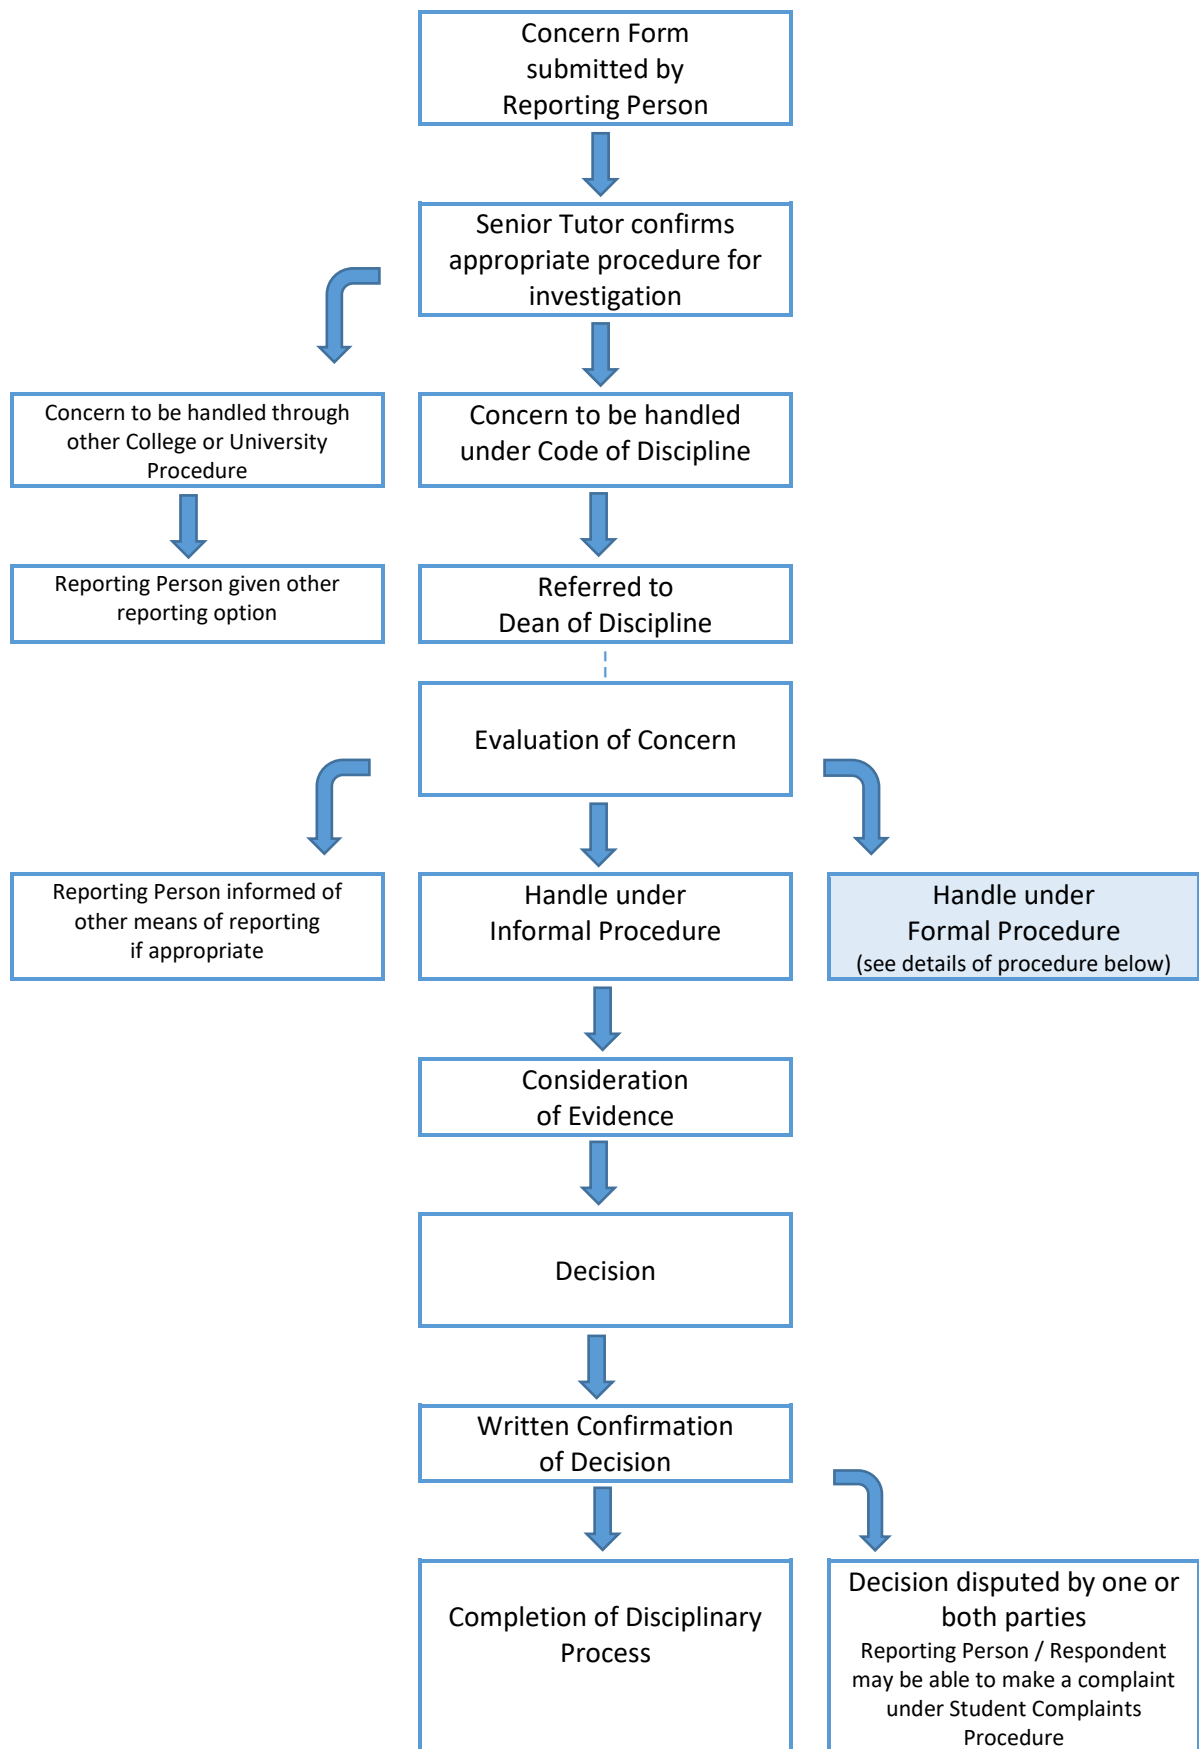 Concern Form
submitted by
Reporting Person
Senior Tutor confirms
appropriate procedure for
investigation
Concern to be handled through
other College or University
Procedure
Concern to be handled
under Code of Discipline
Reporting Person given other
reporting option
Referred to
Dean of Discipline
Evaluation of Concern
Reporting Person informed of
other means of reporting
if appropriate
Handle under
Informal Procedure
Handle under
Formal Procedure
(see details of procedure below)
Consideration
of Evidence
Decision
Written Confirmation
of Decision
Completion of Disciplinary
Process
Decision disputed by one or
both parties
Reporting Person / Respondent
may be able to make a complaint
under Student Complaints
Procedure